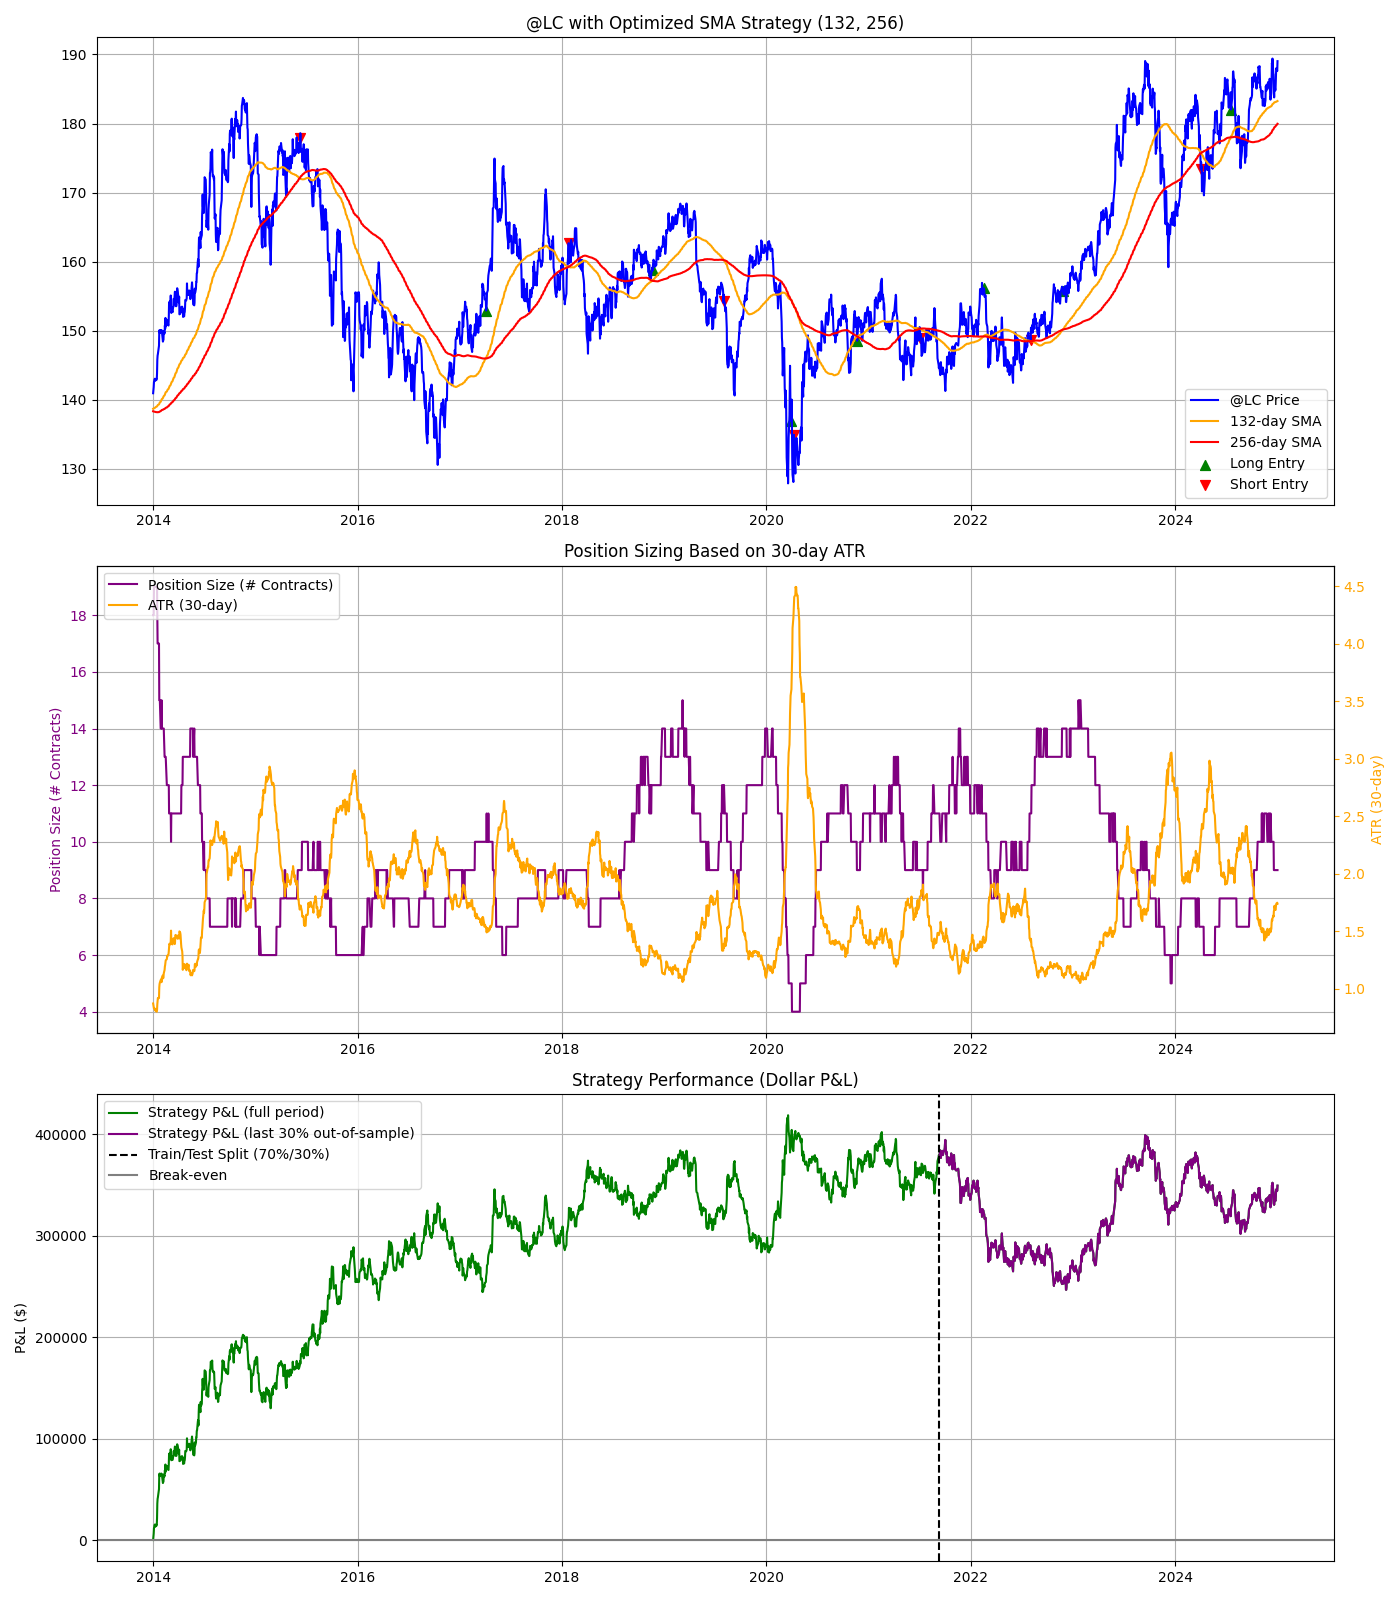 @LC with Optimized SMA Strategy (132, 256)
190
180
170
160
150
140
130
@LC Price
132-day SMA
256-day SMA
Long Entry
Short Entry
2014 2016 2018 2020 2022 2024
Position Sizing Based on 30-day ATR
Position Size (# Contracts)
ATR (30-day)
Position Size (# Contracts)
18
16
14
12
10
8
6
4
4.5
4.0
3.5
3.0
2.5
2.0
1.5
1.0
ATR (30-day)
2014 2016 2018 2020 2022 2024
Strategy Performance (Dollar P&L)
Strategy P&L (full period)
Strategy P&L (last 30% out-of-sample)
Train/Test Split (70%/30%)
Break-even
P&L ($)
400000
300000
200000
100000
0
2014 2016 2018 2020 2022 2024